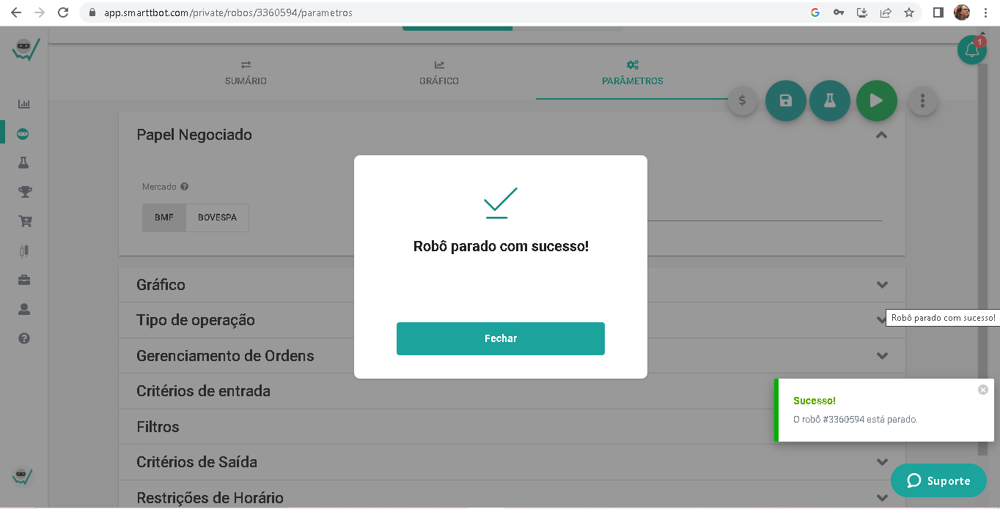 app.smarttbot.com/private/robos/3360594/parametros
1
SUMÁRIO
GRÁFICO
PARÂMETROS
$
Papel Negociado
Mercado ?
BMF
BOVESPA
Robô parado com sucesso!
Fechar
Gráfico
Tipo de operação
Robô parado com sucesso!
Gerenciamento de Ordens
Critérios de entrada
Sucesso!
O robô #3360594 está parado.
Filtros
Critérios de Saída
Suporte
Restrições de Horário